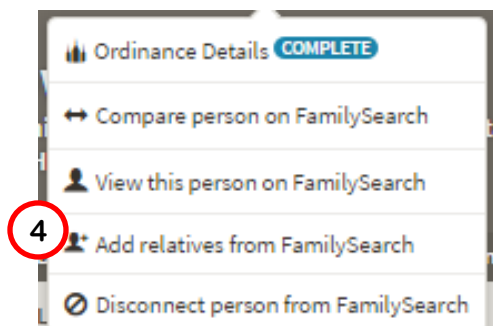 Ordinance Details COMPLETE
Compare person on FamilySearch
View this person on FamilySearch
4 Add relatives from FamilySearch
Disconnect person from FamilySearch